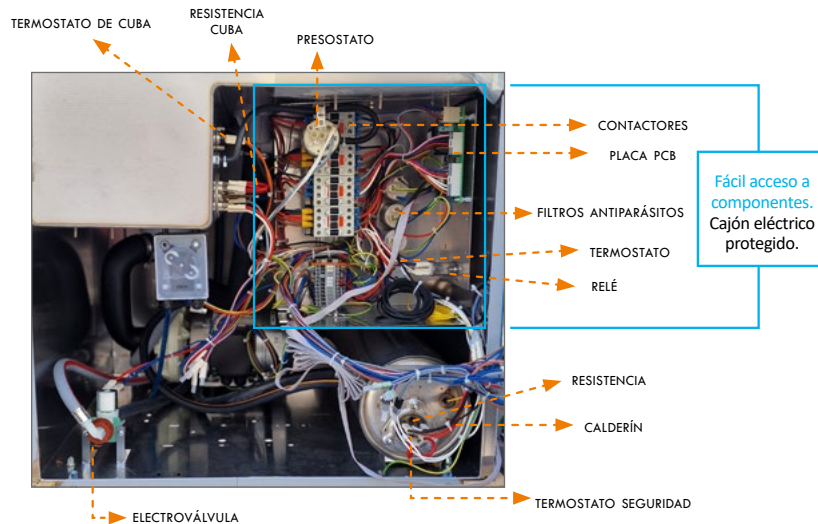 TERMOSTATO DE CUBA
RESISTENCIA
CUBA
PRESOSTATO
CONTACTORES
PLACA PCB
FILTROS ANTIPARÁSITOS
TERMOSTATO
RELÉ
Fácil acceso a
componentes.
Cajón eléctrico
protegido.
RESISTENCIA
CALDERÍN
TERMOSTATO SEGURIDAD
ELECTROVÁLVULA